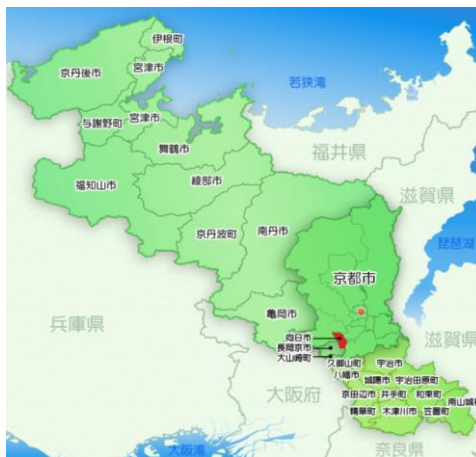 伊根町
京丹後市
宮津市
若狭湾
与謝野町
宮津市
舞鶴市
福井県
福知山市
綾部市
滋賀県
京丹波町
南丹市
琵琶湖
京都市
亀岡市
兵庫県
向日市
滋賀県
長岡京市
大山崎町
久御山町
宇治市
八幡市
大阪府
城陽市
宇治田原町
京田辺市
井手町
和束町
南山城村
精華町
木津川市
笠置町
大阪湾
奈良県